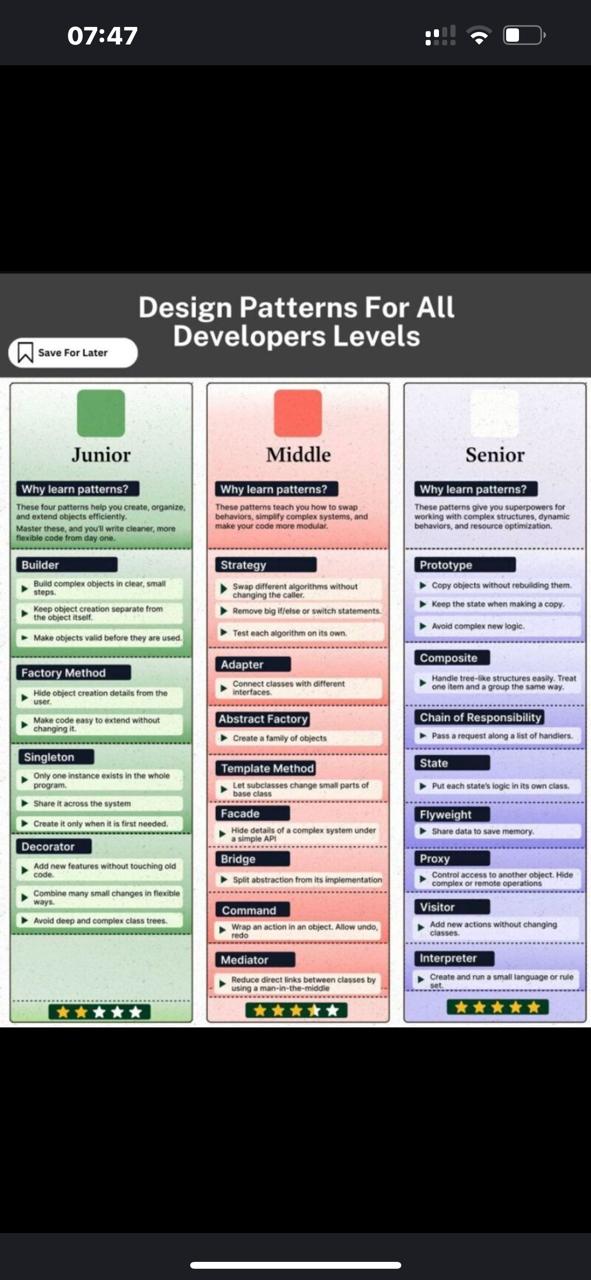 07:47
Design Patterns For All
Developers Levels
Save For Later
Junior
Why learn patterns?
These four patterns help you create, organize,
and extend objects efficiently.
Master these, and you'll write cleaner, more
flexible code from day one.
Builder
Build complex objects in clear, small
steps.
Keep object creation separate from
the object itself.
Make objects valid before they are used.
Factory Method
Hide object creation details from the
user.
Make code easy to extend without
changing it.
Singleton
Only one instance exists in the whole
program.
Share it across the system
Create it only when it is first needed.
Decorator
Add new features without touching old
code.
Combine many small changes in flexible
ways.
Avoid deep and complex class trees.
Middle
Why learn patterns?
These patterns teach you how to swap
behaviors, simplify complex systems, and
make your code more modular.
Strategy
Swap different algorithms without
changing the caller.
Remove big if/else or switch statements.
Test each algorithm on its own.
Adapter
Connect classes with different
interfaces.
Abstract Factory
Create a family of objects
Template Method
Let subclasses change small parts of
base class
Facade
Hide details of a complex system under
a simple API
Bridge
Split abstraction from its implementation
Command
Wrap an action in an object. Allow undo,
redo
Mediator
Reduce direct links between classes by
using a man-in-the-middle
Senior
Why learn patterns?
These patterns give you superpowers for
working with complex structures, dynamic
behaviors, and resource optimization.
Prototype
Copy objects without rebuilding them.
Keep the state when making a copy.
Avoid complex new logic.
Composite
Handle tree-like structures easily. Treat
one item and a group the same way.
Chain of Responsibility
Pass a request along a list of handlers.
State
Put each state's logic in its own class.
Flyweight
Share data to save memory.
Proxy
Control access to another object. Hide
complex or remote operations
Visitor
Add new actions without changing
classes.
Interpreter
Create and run a small language or rule
set.